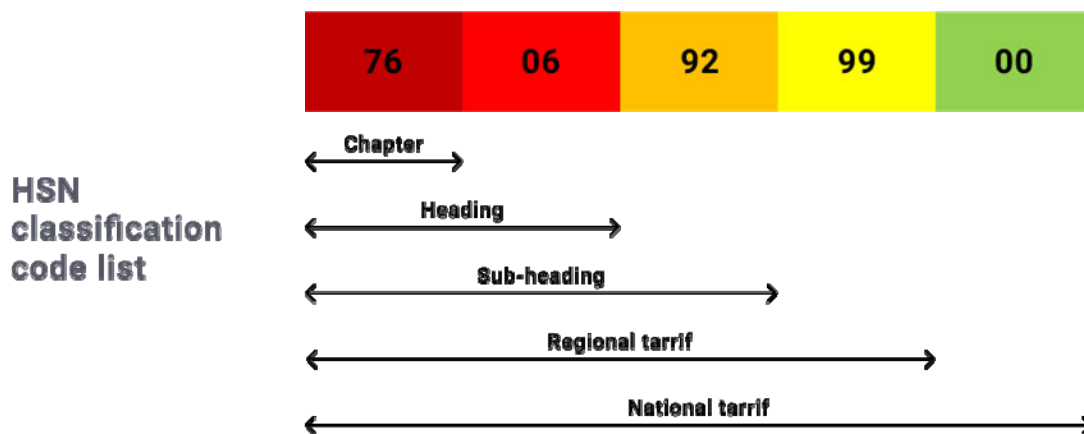 76 06 92 99 00
Chapter
Heading
HSN
classification
code list
Sub-heading
Regional tarrif
National tarrif